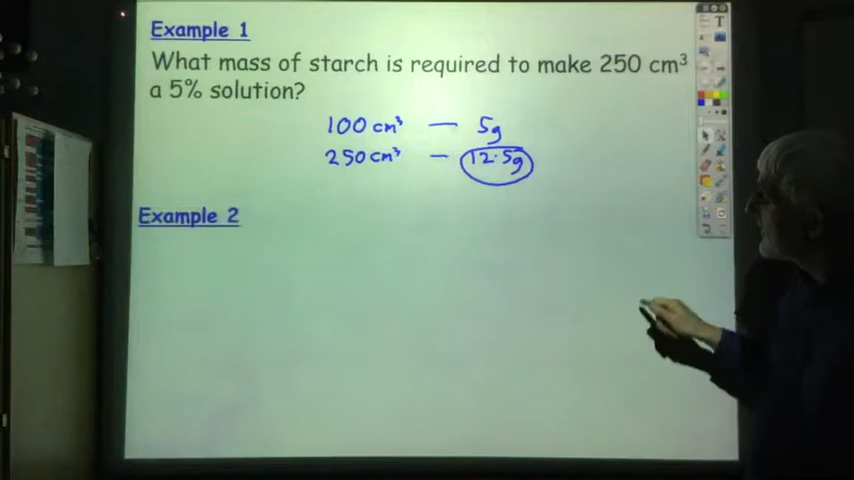 Example 1
What mass of starch is required to make 250 cm³
a 5% solution?
100 cm³ — 5g
250 cm³ — 12.5g
Example 2
T